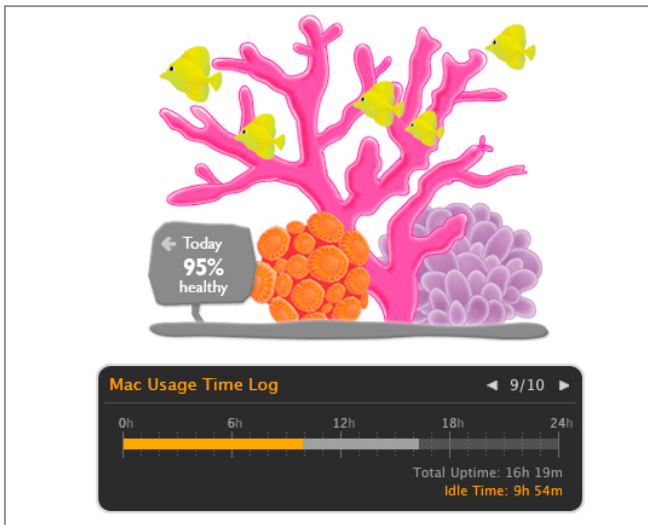 Today
95%
healthy
Mac Usage Time Log
9/10
0h 6h 12h 18h 24h
Total Uptime: 16h 19m
Idle Time: 9h 54m